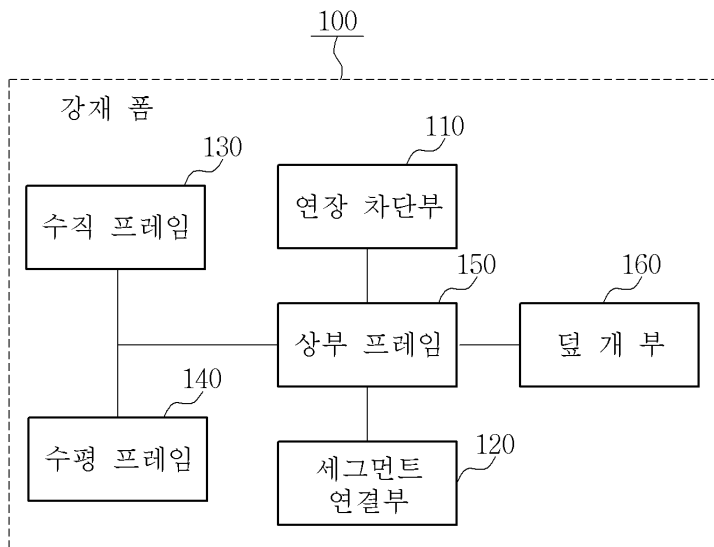 100
강재 폼
130
수직 프레임
110
연장 차단부
150
상부 프레임
160
덮 개 부
140
수평 프레임
120
세그먼트
연결부